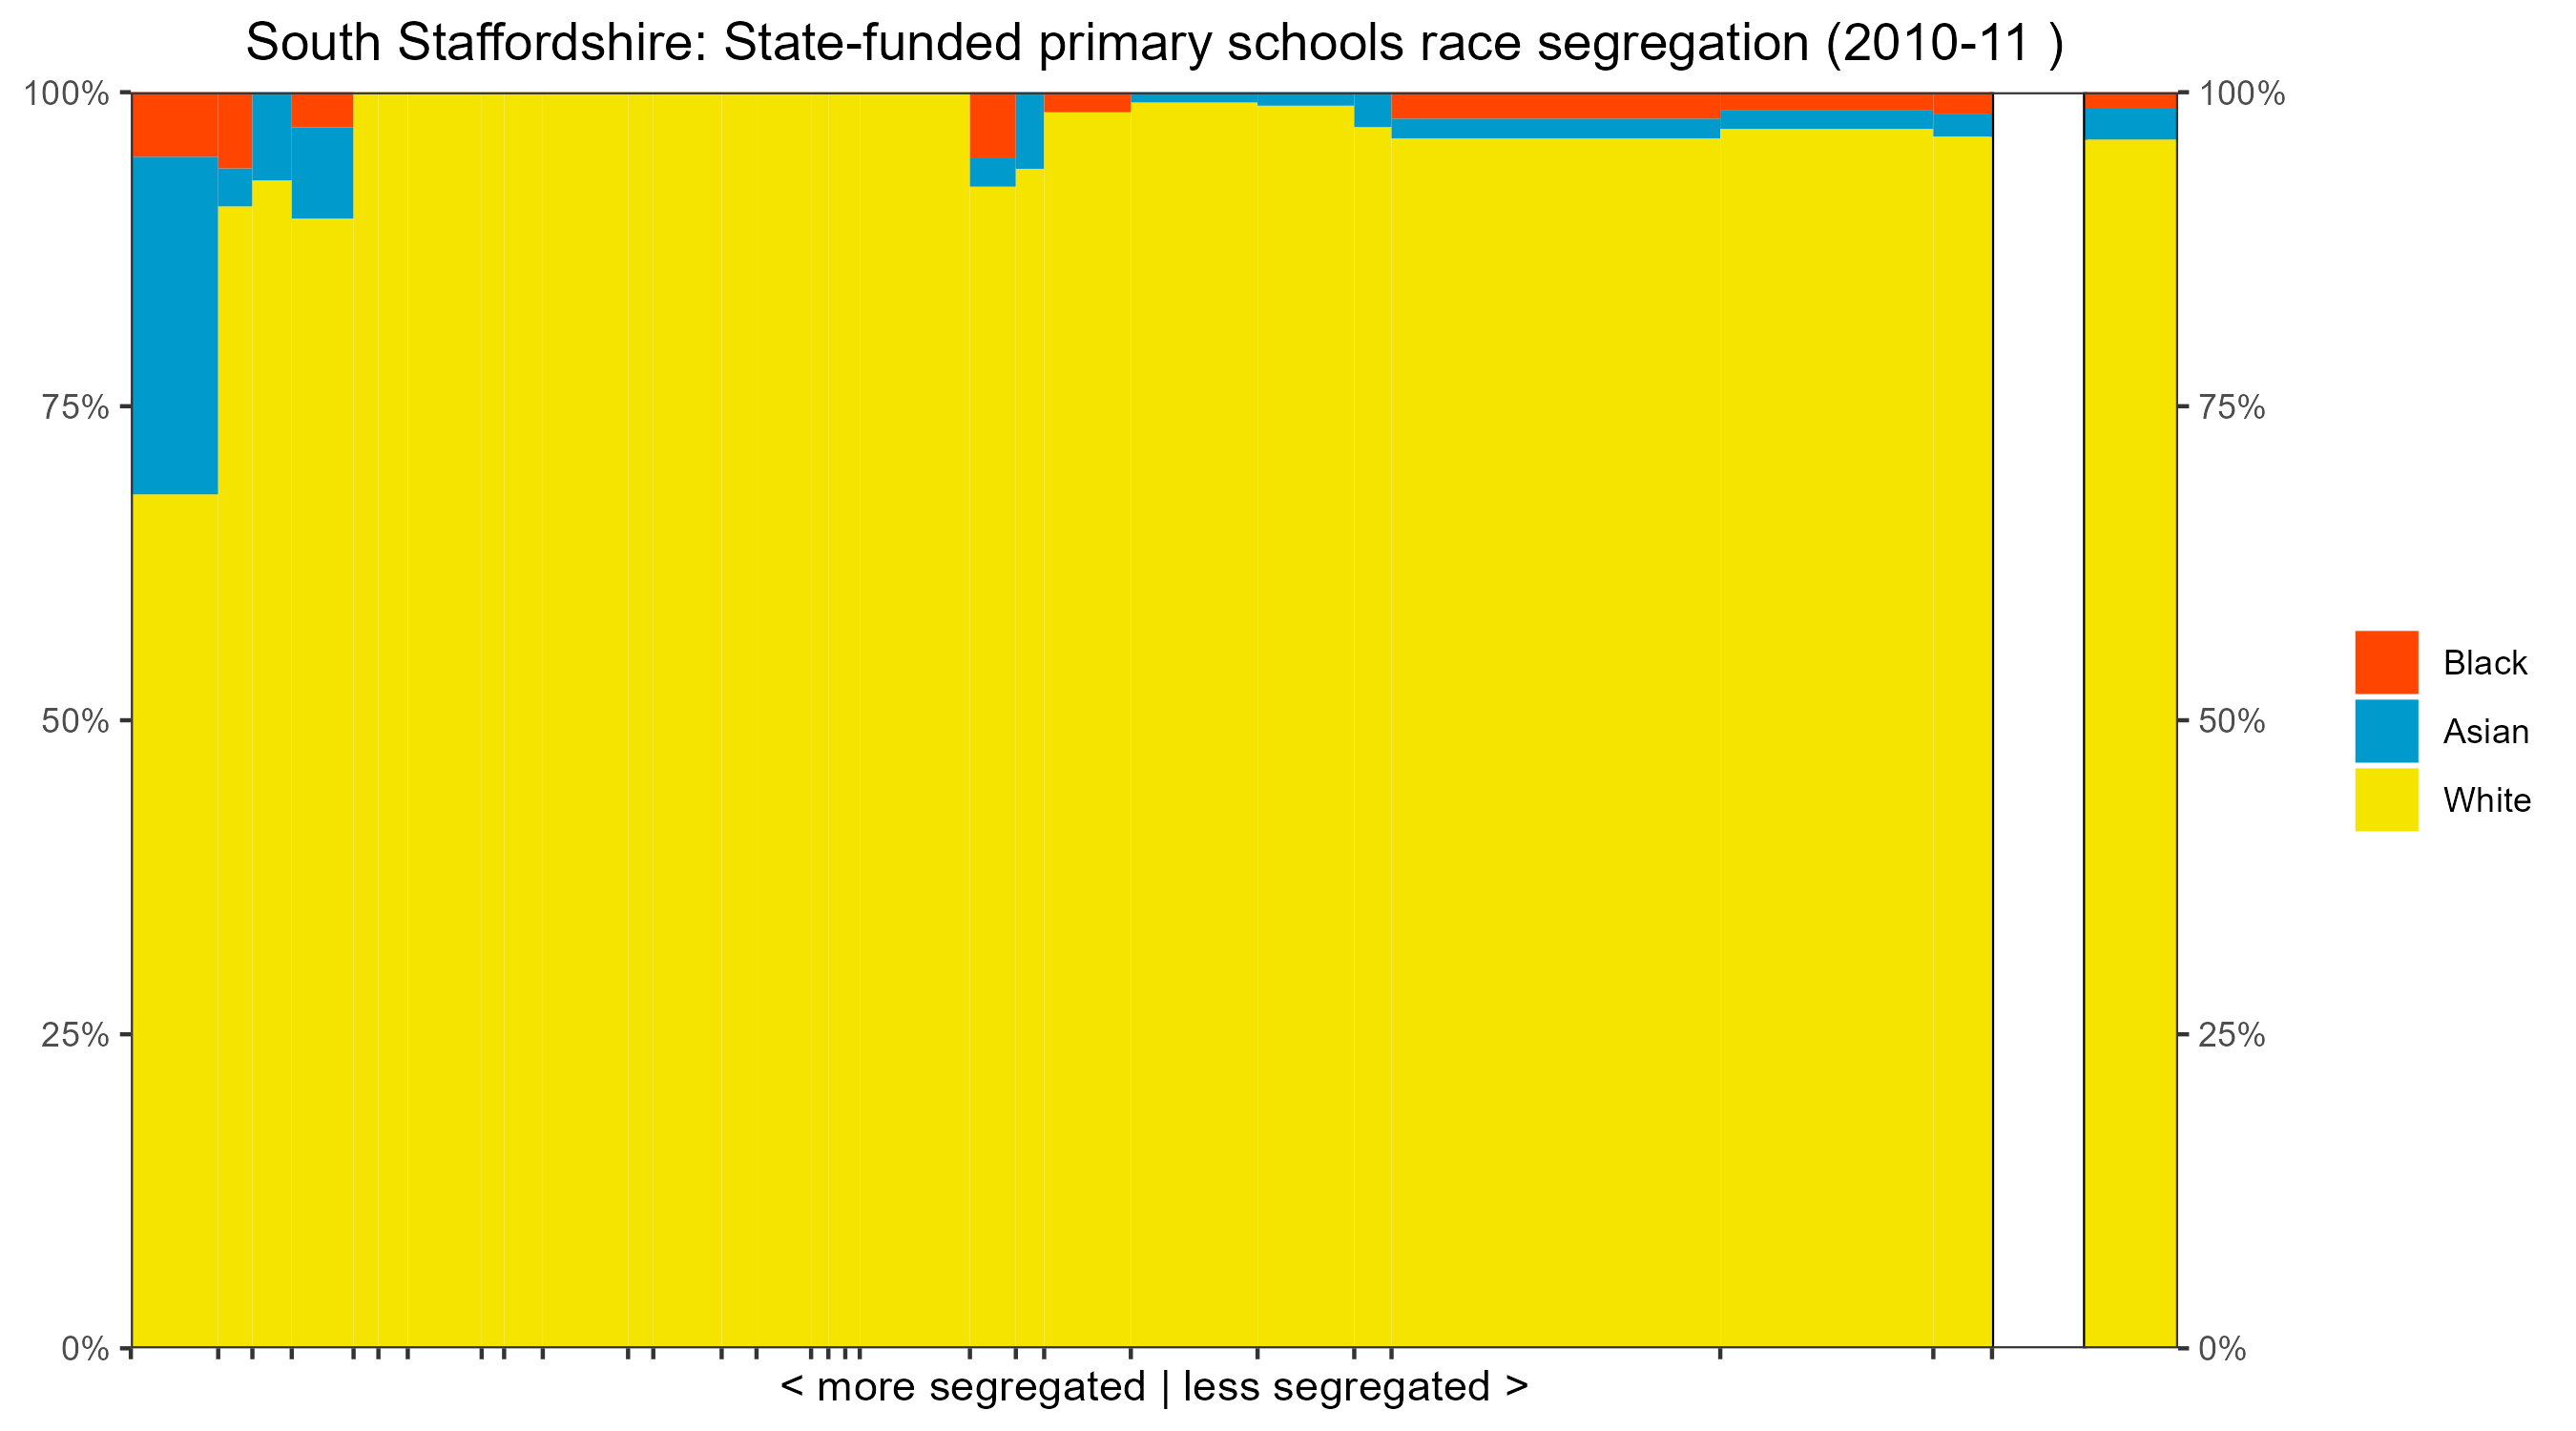 South Staffordshire: State-funded primary schools race segregation (2010-11 )
100%
75%
50%
25%
0%
100%
75%
50%
25%
0%
Black
Asian
White
< more segregated | less segregated >